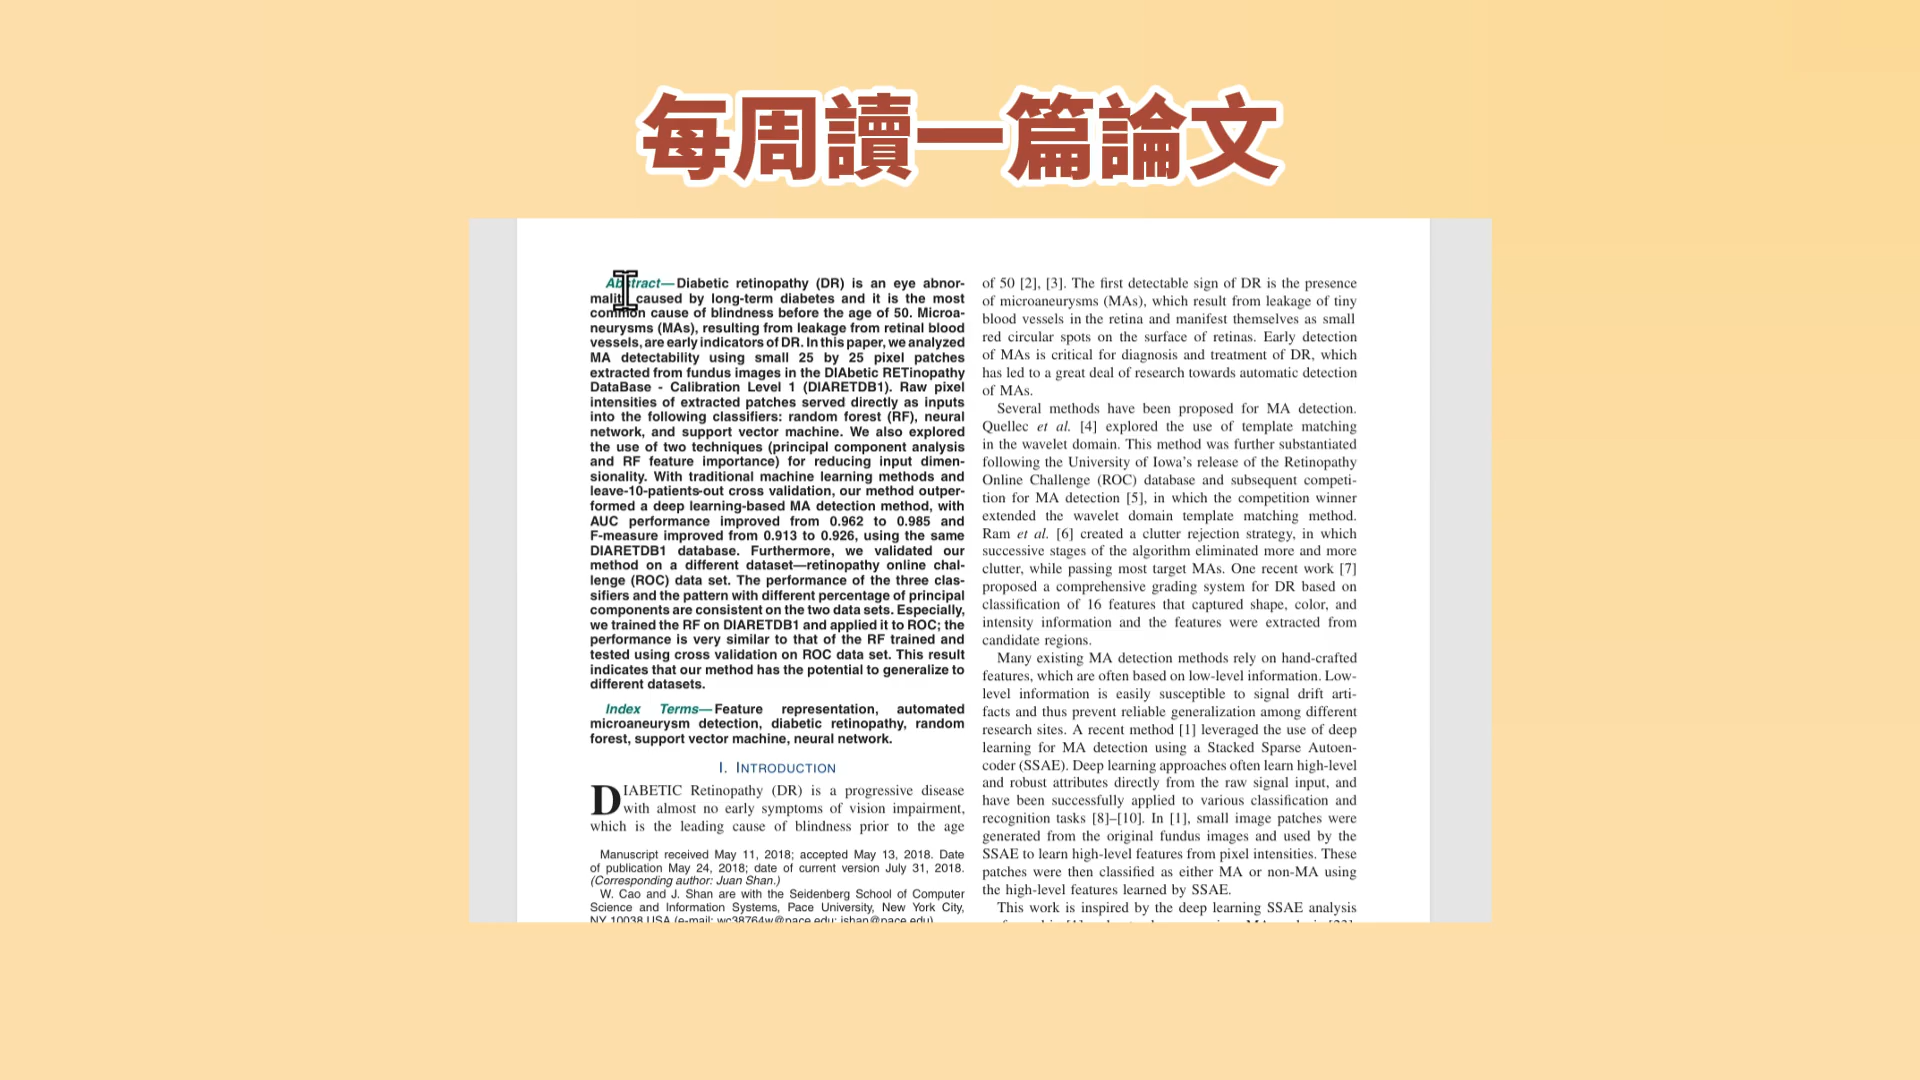 每周讀一篇論文
Abstract—Diabetic retinopathy (DR) is an eye abnor-
mality caused by long-term diabetes and it is the most
common cause of blindness before the age of 50. Microa-
neurysms (MAs), resulting from leakage from retinal blood
vessels, are early indicators of DR. In this paper, we analyzed
MA detectability using small 25 by 25 pixel patches
extracted from fundus images in the DIAbetic RETinopathy
DataBase - Calibration Level 1 (DIARETDB1). Raw pixel
intensities of extracted patches served directly as inputs
into the following classifiers: random forest (RF), neural
network, and support vector machine. We also explored
the use of two techniques (principal component analysis
and RF feature importance) for reducing input dimen-
sionality. With traditional machine learning methods and
leave-10-patients-out cross validation, our method outper-
formed a deep learning-based MA detection method, with
AUC performance improved from 0.962 to 0.985 and
F-measure improved from 0.913 to 0.926, using the same
DIARETDB1 database. Furthermore, we validated our
method on a different dataset—retinopathy online chal-
lenge (ROC) data set. The performance of the three clas-
sifiers and the pattern with different percentage of principal
components are consistent on the two data sets. Especially,
we trained the RF on DIARETDB1 and applied it to ROC; the
performance is very similar to that of the RF trained and
tested using cross validation on ROC data set. This result
indicates that our method has the potential to generalize to
different datasets.
Index Terms—Feature representation, automated
microaneurysm detection, diabetic retinopathy, random
forest, support vector machine, neural network.
I. INTRODUCTION
DIABETIC Retinopathy (DR) is a progressive disease
with almost no early symptoms of vision impairment,
which is the leading cause of blindness prior to the age
Manuscript received May 11, 2018; accepted May 13, 2018. Date
of publication May 24, 2018; date of current version July 31, 2018.
(Corresponding author: Juan Shan.)
W. Cao and J. Shan are with the Seidenberg School of Computer
Science and Information Systems, Pace University, New York City,
NY 10038 USA (e-mail: wc38764w@pace.edu; jshan@pace.edu)
of 50 [2], [3]. The first detectable sign of DR is the presence
of microaneurysms (MAs), which result from leakage of tiny
blood vessels in the retina and manifest themselves as small
red circular spots on the surface of retinas. Early detection
of MAs is critical for diagnosis and treatment of DR, which
has led to a great deal of research towards automatic detection
of MAs.
Several methods have been proposed for MA detection.
Quellec et al. [4] explored the use of template matching
in the wavelet domain. This method was further substantiated
following the University of Iowa's release of the Retinopathy
Online Challenge (ROC) database and subsequent competi-
tion for MA detection [5], in which the competition winner
extended the wavelet domain template matching method.
Ram et al. [6] created a clutter rejection strategy, in which
successive stages of the algorithm eliminated more and more
clutter, while passing most target MAs. One recent work [7]
proposed a comprehensive grading system for DR based on
classification of 16 features that captured shape, color, and
intensity information and the features were extracted from
candidate regions.
Many existing MA detection methods rely on hand-crafted
features, which are often based on low-level information. Low-
level information is easily susceptible to signal drift arti-
facts and thus prevent reliable generalization among different
research sites. A recent method [1] leveraged the use of deep
learning for MA detection using a Stacked Sparse Autoen-
coder (SSAE). Deep learning approaches often learn high-level
and robust attributes directly from the raw signal input, and
have been successfully applied to various classification and
recognition tasks [8]–[10]. In [1], small image patches were
generated from the original fundus images and used by the
SSAE to learn high-level features from pixel intensities. These
patches were then classified as either MA or non-MA using
the high-level features learned by SSAE.
This work is inspired by the deep learning SSAE analysis